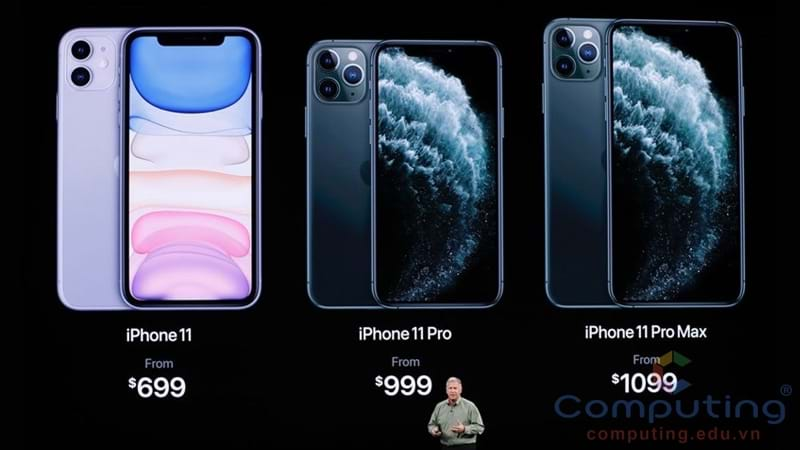 iPhone 11
From
$699
iPhone 11 Pro
From
$999
iPhone 11 Pro Max
From
$1099
Computing®
computing.edu.vn